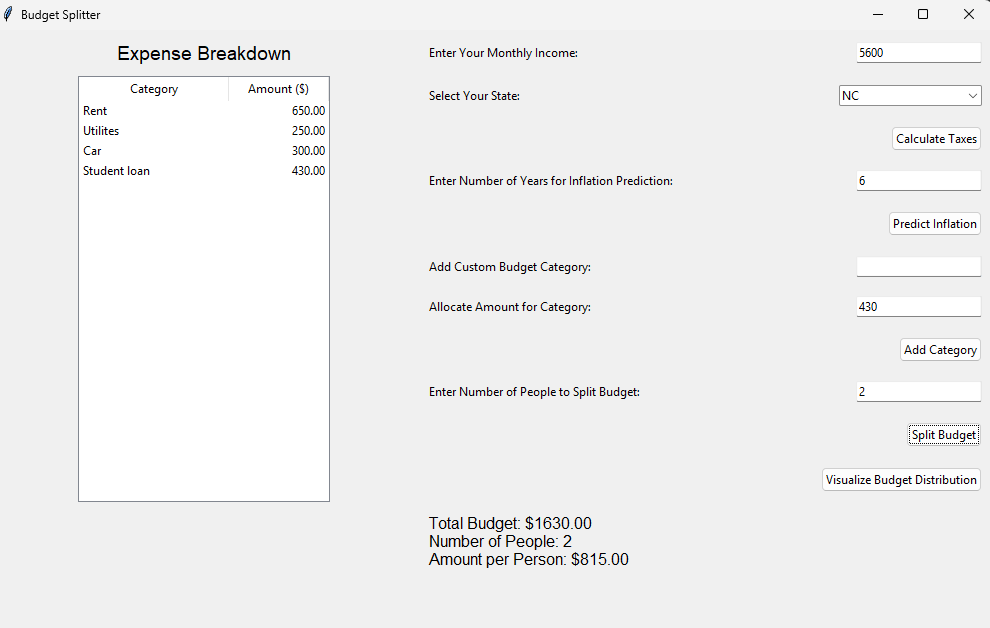 Budget Splitter
Expense Breakdown
Category Amount ($)
Rent 650.00
Utilites 250.00
Car 300.00
Student loan 430.00
Enter Your Monthly Income: 5600
Select Your State: NC
Calculate Taxes
Enter Number of Years for Inflation Prediction: 6
Predict Inflation
Add Custom Budget Category:
Allocate Amount for Category: 430
Add Category
Enter Number of People to Split Budget: 2
Split Budget
Visualize Budget Distribution
Total Budget: $1630.00
Number of People: 2
Amount per Person: $815.00